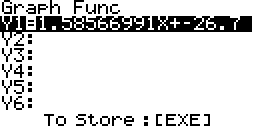 Graph Func
Y1=1.58566991X+-26.7
Y2:
Y3:
Y4:
Y5:
Y6:
To Store :[EXE]